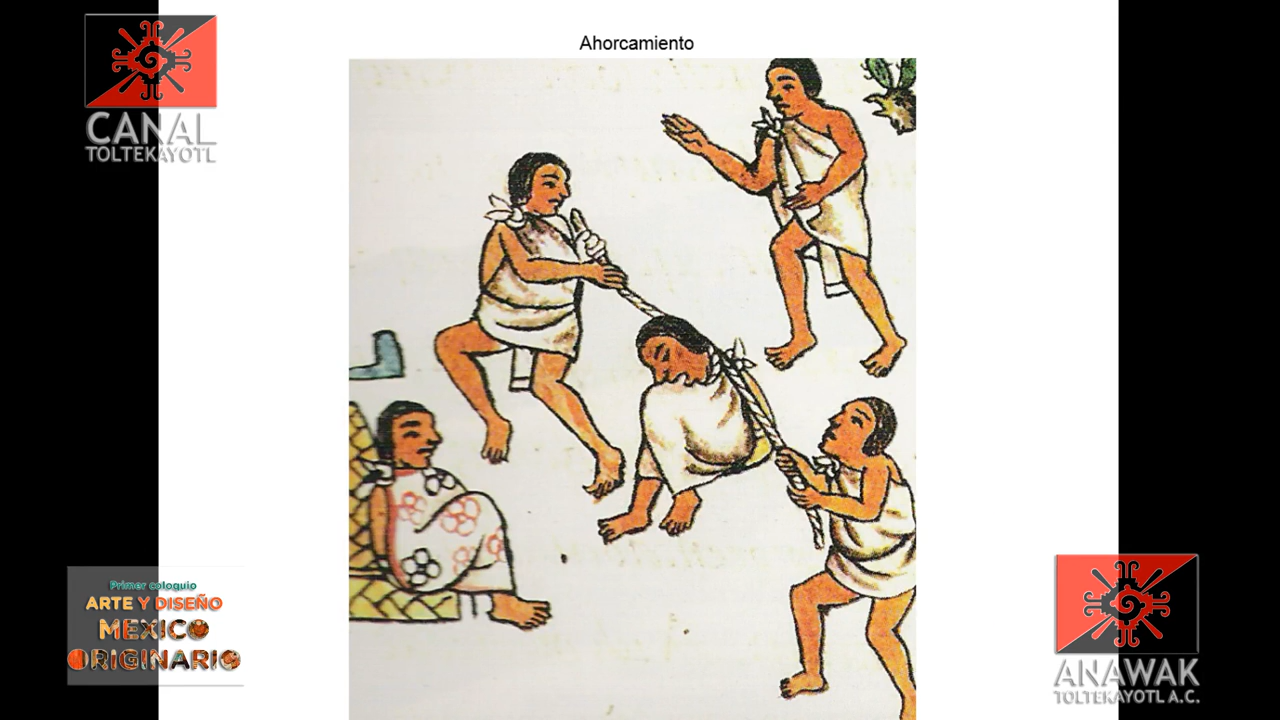 Ahorcamiento
CANAL
TOLTEKAYOTL
Primer coloquio
ARTE Y DISEÑO
MEXICO
ORIGINARIO
ANAWAK
TOLTEKAYOTL A.C.